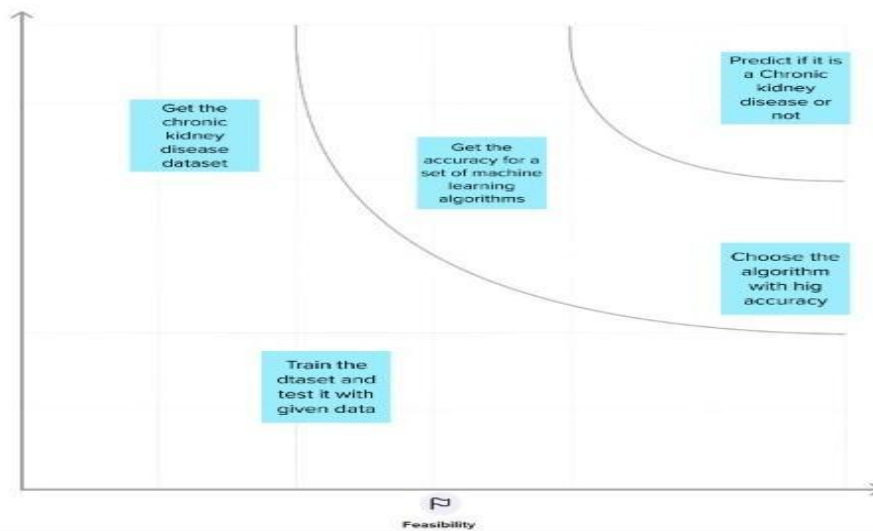 Predict if it is
a Chronic
kidney
disease or
not
Get the
chronic
kidney
disease
dataset
Get the
accuracy for a
set of machine
learning
algorithms
Choose the
algorithm
with hig
accuracy
Train the
dtaset and
test it with
given data
Feasibility